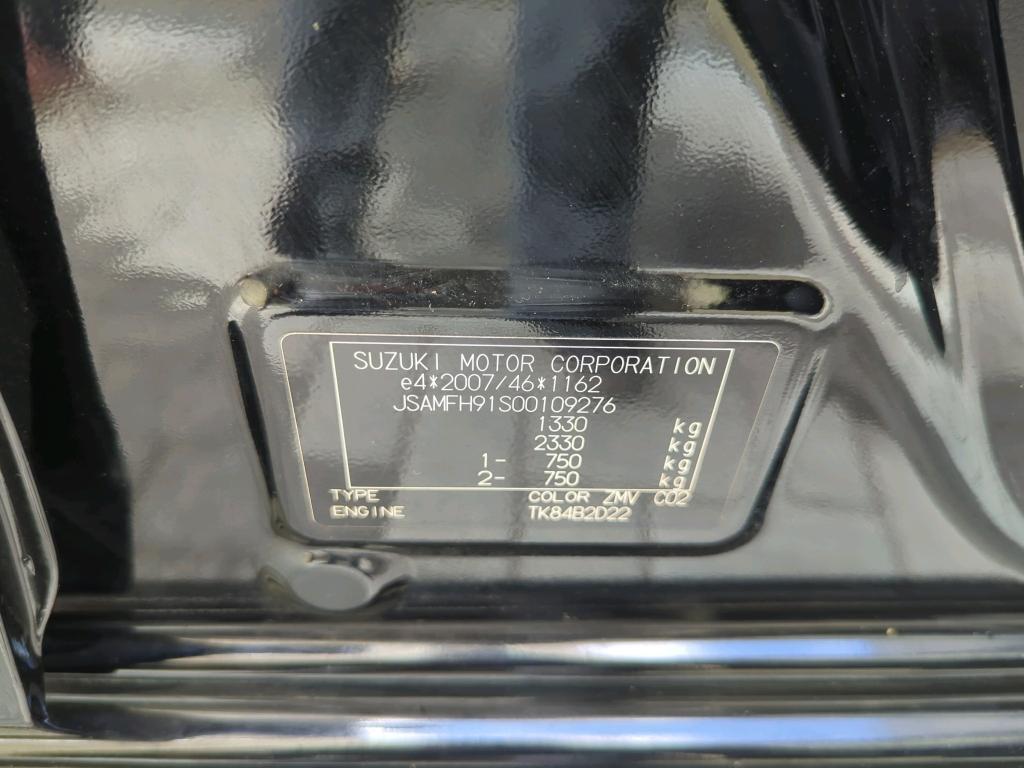 SUZUKI MOTOR CORPORATION
e4*2007/46*1162
JSAMFH91S00109276
1330 kg
2330 kg
1- 750 kg
2- 750 kg
TYPE COLOR ZMV C02
ENGINE TK84B2D22